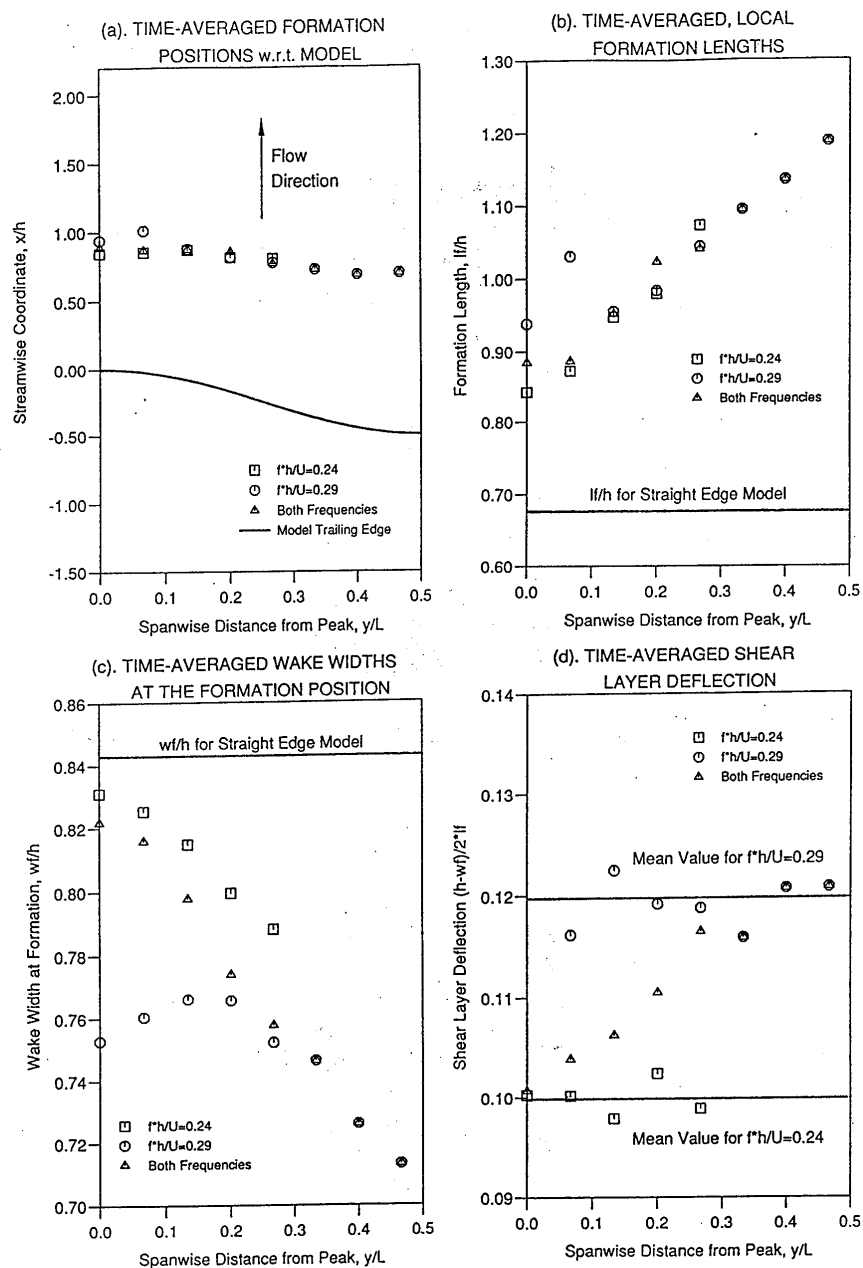 (a). TIME-AVERAGED FORMATION
POSITIONS w.r.t. MODEL
2.00
1.50
1.00
0.50
0.00
-0.50
-1.00
-1.50
Streamwise Coordinate, x/h
Flow
Direction
f*h/U=0.24
f*h/U=0.29
Both Frequencies
Model Trailing Edge
0.0 0.1 0.2 0.3 0.4 0.5
Spanwise Distance from Peak, y/L
(b). TIME-AVERAGED, LOCAL
FORMATION LENGTHS
1.30
1.20
1.10
1.00
0.90
0.80
0.70
0.60
Formation Length, lf/h
f*h/U=0.24
f*h/U=0.29
Both Frequencies
lf/h for Straight Edge Model
0.0 0.1 0.2 0.3 0.4 0.5
Spanwise Distance from Peak, y/L
(c). TIME-AVERAGED WAKE WIDTHS
AT THE FORMATION POSITION
0.86
0.84
0.82
0.80
0.78
0.76
0.74
0.72
0.70
Wake Width at Formation, wf/h
wf/h for Straight Edge Model
f*h/U=0.24
f*h/U=0.29
Both Frequencies
0.0 0.1 0.2 0.3 0.4 0.5
Spanwise Distance from Peak, y/L
(d). TIME-AVERAGED SHEAR
LAYER DEFLECTION
0.14
0.13
0.12
0.11
0.10
0.09
Shear Layer Deflection (h-wf)/2*lf
f*h/U=0.24
f*h/U=0.29
Both Frequencies
Mean Value for f*h/U=0.29
Mean Value for f*h/U=0.24
0.0 0.1 0.2 0.3 0.4 0.5
Spanwise Distance from Peak, y/L